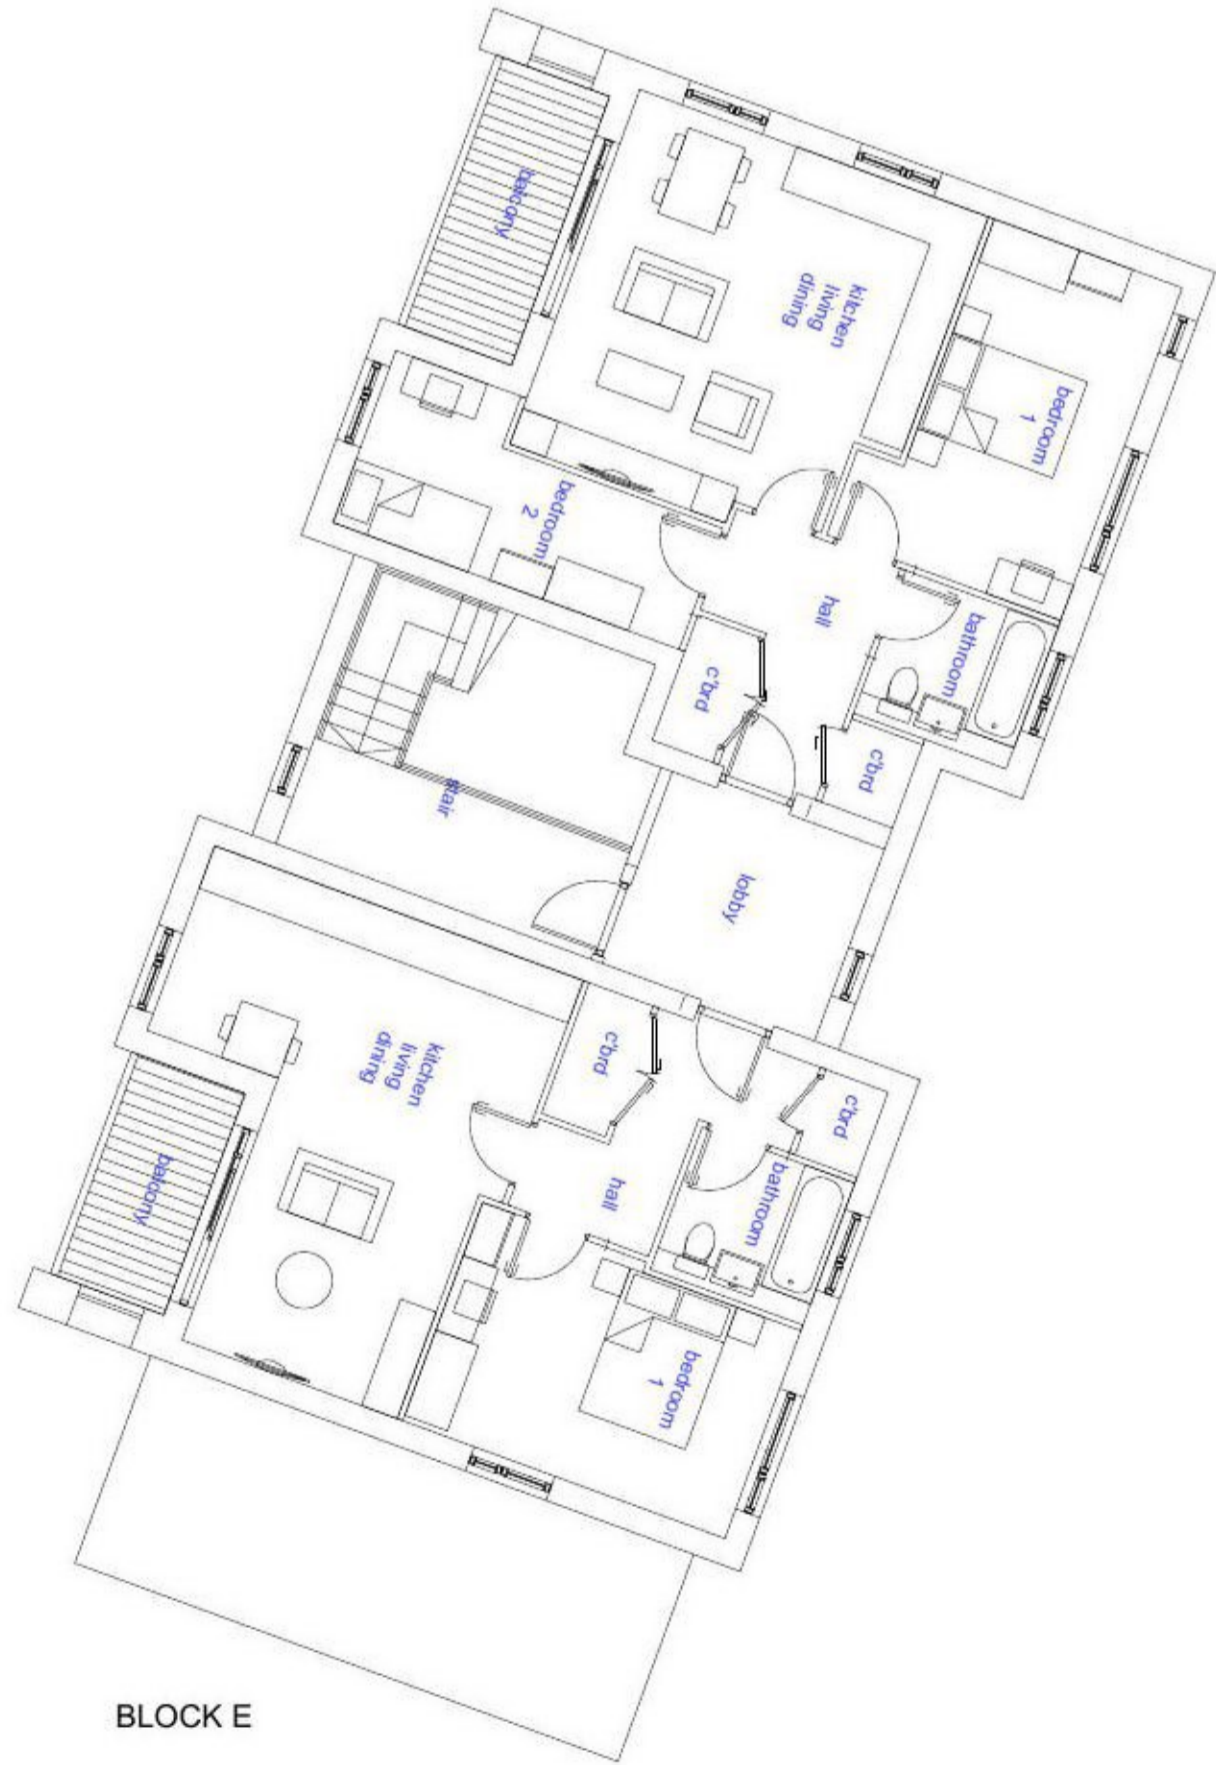 balcony
kitchen
living
dining
bedroom
1
bedroom
2
hall
bathroom
c'brd
c'brd
stair
lobby
kitchen
living
dining
c'brd
c'brd
balcony
hall
bathroom
bedroom
1
BLOCK E